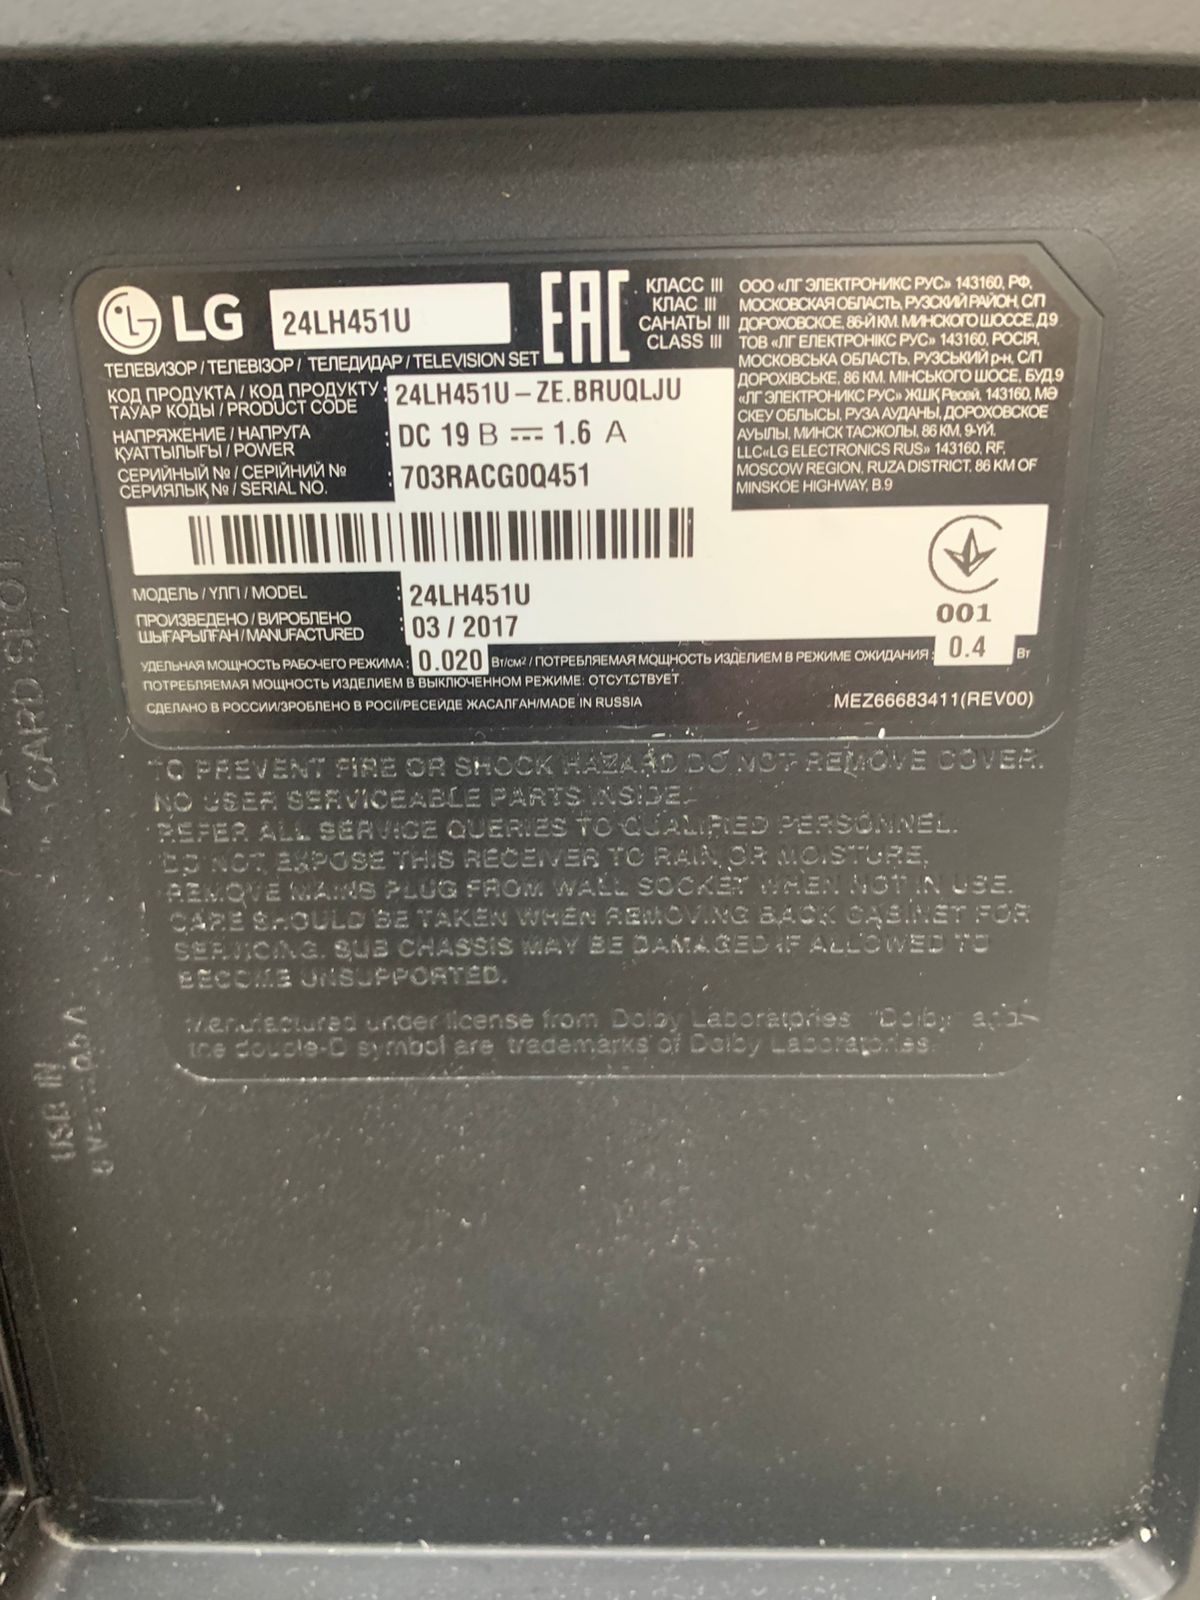 LG
24LH451U
ТЕЛЕВИЗОР / ТЕЛЕВІЗОР / ТЕЛЕДИДАР / TELEVISION SET
EAC
КЛАСС III
КЛАС III
САНАТЫ III
CLASS III
ООО «ЛГ ЭЛЕКТРОНИКС РУС» 143160, РФ,
МОСКОВСКАЯ ОБЛАСТЬ, РУЗСКИЙ РАЙОН, С/П
ДОРОХОВСКОЕ, 86-Й КМ. МИНСКОГО ШОССЕ, Д.9
ТОВ «ЛГ ЕЛЕКТРОНІКС РУС» 143160, РОСІЯ,
МОСКОВСЬКА ОБЛАСТЬ, РУЗСЬКИЙ р-н, С/П
ДОРОХІВСЬКЕ, 86 КМ. МІНСЬКОГО ШОСЕ, БУД.9
«ЛГ ЭЛЕКТРОНИКС РУС» ЖШҚ Ресей, 143160, МӘ
СКЕУ ОБЛЫСЫ, РУЗА АУДАНЫ, ДОРОХОВСКОЕ
АУЫЛЫ, МИНСК ТАСЖОЛЫ, 86 КМ, 9-ҮЙ.
LLC«LG ELECTRONICS RUS» 143160, RF,
MOSCOW REGION, RUZA DISTRICT, 86 KM OF
MINSKOE HIGHWAY, B.9
КОД ПРОДУКТА / КОД ПРОДУКТУ : 24LH451U – ZE.BRUQLJU
ТАУАР КОДЫ / PRODUCT CODE
НАПРЯЖЕНИЕ / НАПРУГА : DC 19 В ⎓ 1.6 A
ҚУАТТЫЛЫҒЫ / POWER
СЕРИЙНЫЙ № / СЕРІЙНИЙ № : 703RACG0Q451
СЕРИЯЛЫҚ № / SERIAL NO.
МОДЕЛЬ / ҮЛГІ / MODEL : 24LH451U
ПРОИЗВЕДЕНО / ВИРОБЛЕНО : 03 / 2017
ШЫҒАРЫЛҒАН / MANUFACTURED
001
УДЕЛЬНАЯ МОЩНОСТЬ РАБОЧЕГО РЕЖИМА : 0.020 Вт/см² / ПОТРЕБЛЯЕМАЯ МОЩНОСТЬ ИЗДЕЛИЕМ В РЕЖИМЕ ОЖИДАНИЯ : 0.4 Вт
ПОТРЕБЛЯЕМАЯ МОЩНОСТЬ ИЗДЕЛИЕМ В ВЫКЛЮЧЕННОМ РЕЖИМЕ: ОТСУТСТВУЕТ.
СДЕЛАНО В РОССИИ/ЗРОБЛЕНО В РОСІЇ/РЕСЕЙДЕ ЖАСАЛҒАН/MADE IN RUSSIA
MEZ66683411(REV00)
TO PREVENT FIRE OR SHOCK HAZARD DO NOT REMOVE COVER.
NO USER SERVICEABLE PARTS INSIDE.
REFER ALL SERVICE QUERIES TO QUALIFIED PERSONNEL.
DO NOT EXPOSE THIS RECEIVER TO RAIN OR MOISTURE.
REMOVE MAINS PLUG FROM WALL SOCKET WHEN NOT IN USE.
CARE SHOULD BE TAKEN WHEN REMOVING BACK CABINET FOR
SERVICING. SUB CHASSIS MAY BE DAMAGED IF ALLOWED TO
BECOME UNSUPPORTED.
Manufactured under license from Dolby Laboratories "Dolby" and
the double-D symbol are trademarks of Dolby Laboratories.
CARD SLOT
USB IN